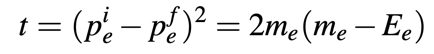 t = (p_e^i − p_e^f)^2 = 2m_e(m_e − E_e)